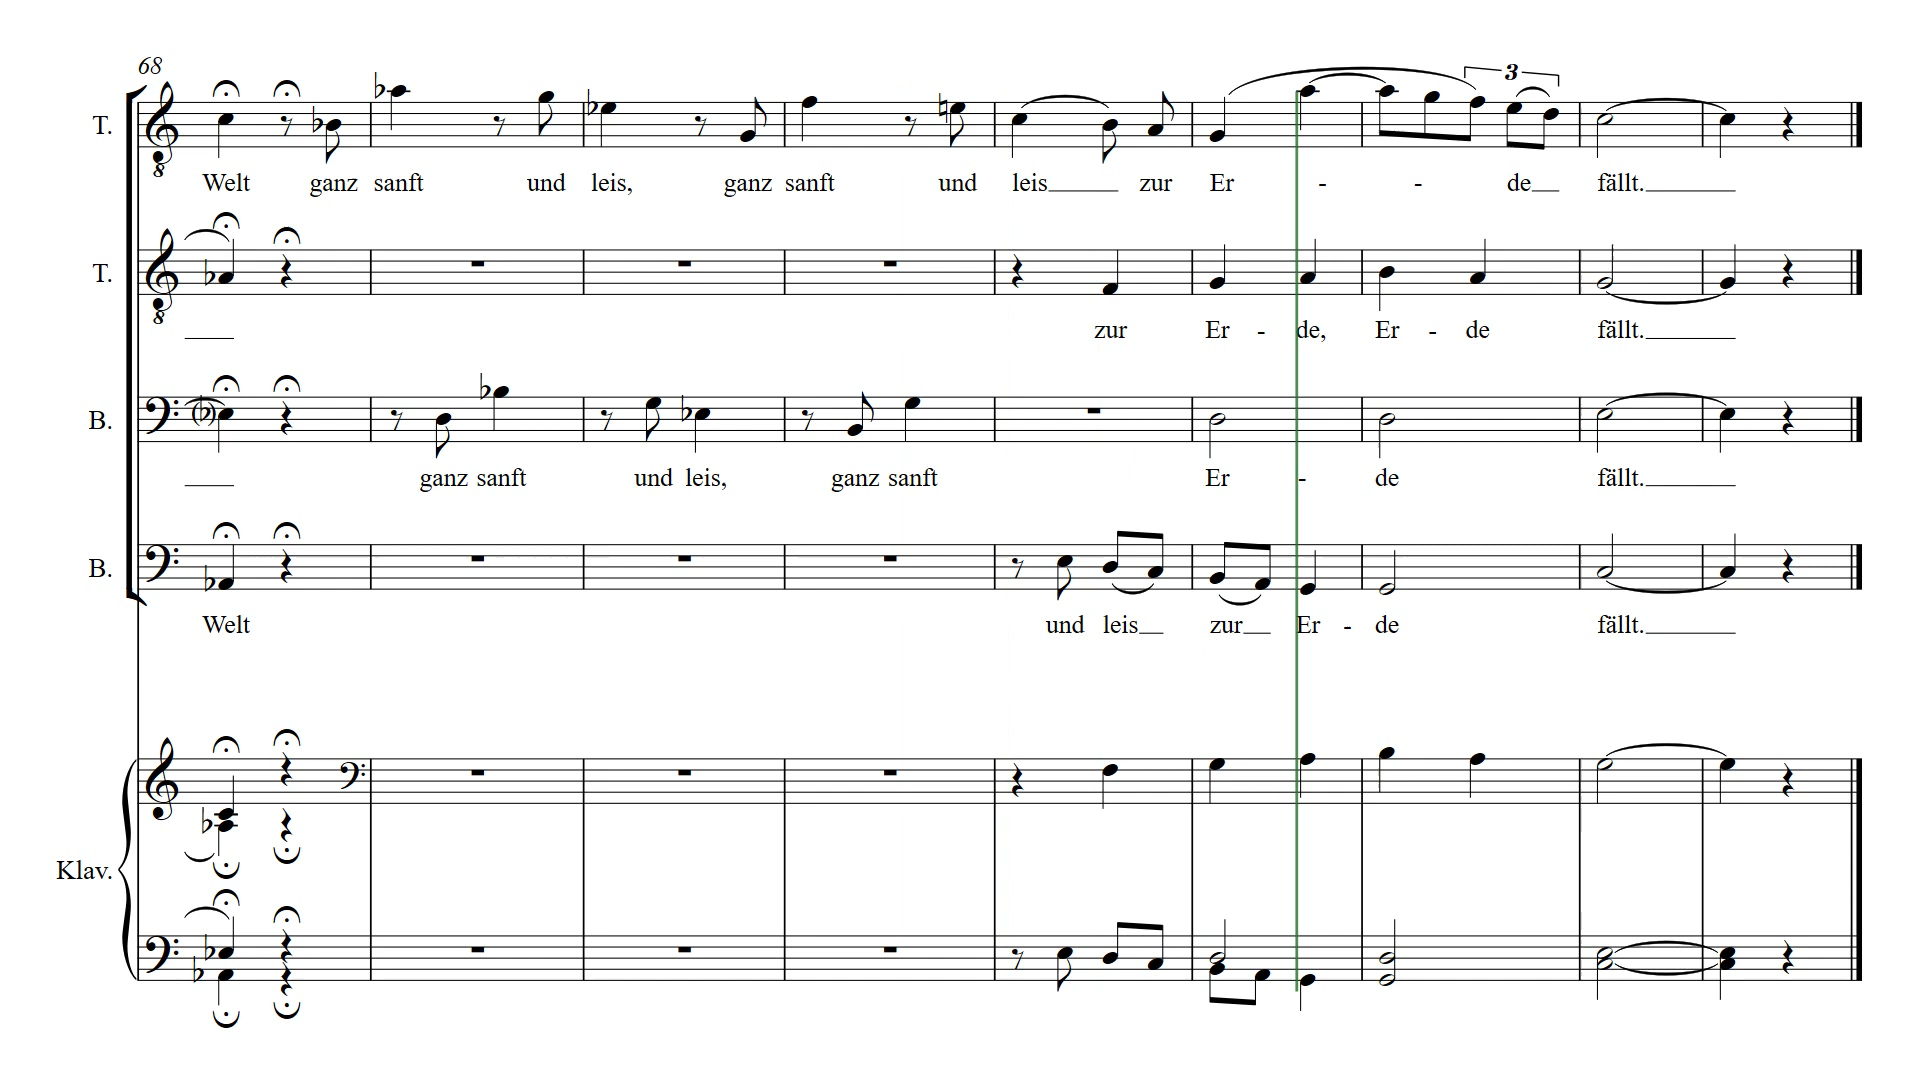 68
3
T.
8
Welt ganz sanft und leis, ganz sanft und leis zur Er - - de fällt.
T.
8
zur Er - de, Er - de fällt.
B.
ganz sanft und leis, ganz sanft Er - de fällt.
B.
Welt und leis zur Er - de fällt.
Klav.